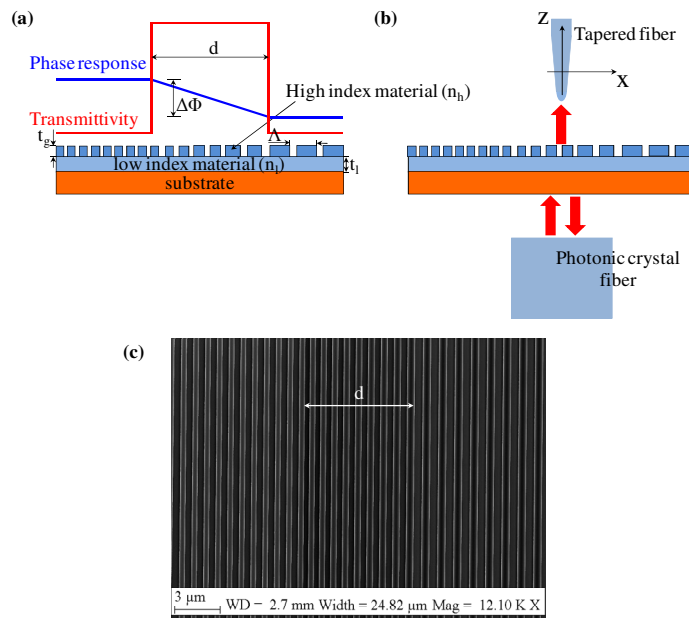 (a)
d
Phase response
ΔΦ
High index material (nh)
Transmittivity
tg
Λ
low index material (nl)
tl
substrate
(b)
Z
Tapered fiber
X
Photonic crystal
fiber
(c)
d
3 µm
WD = 2.7 mm Width = 24.82 µm Mag = 12.10 K X